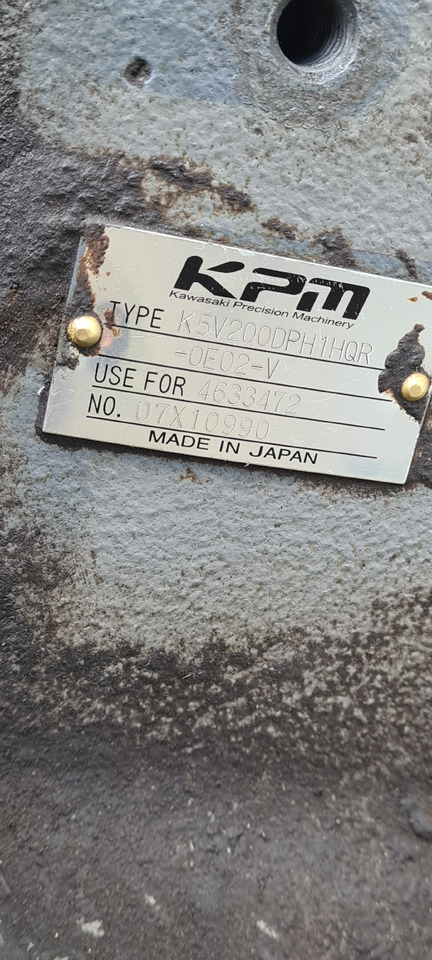 KPM
Kawasaki Precision Machinery
TYPE K5V200DPH1HQR
-0E02-V
USE FOR 4633472
NO. 07X10990
MADE IN JAPAN